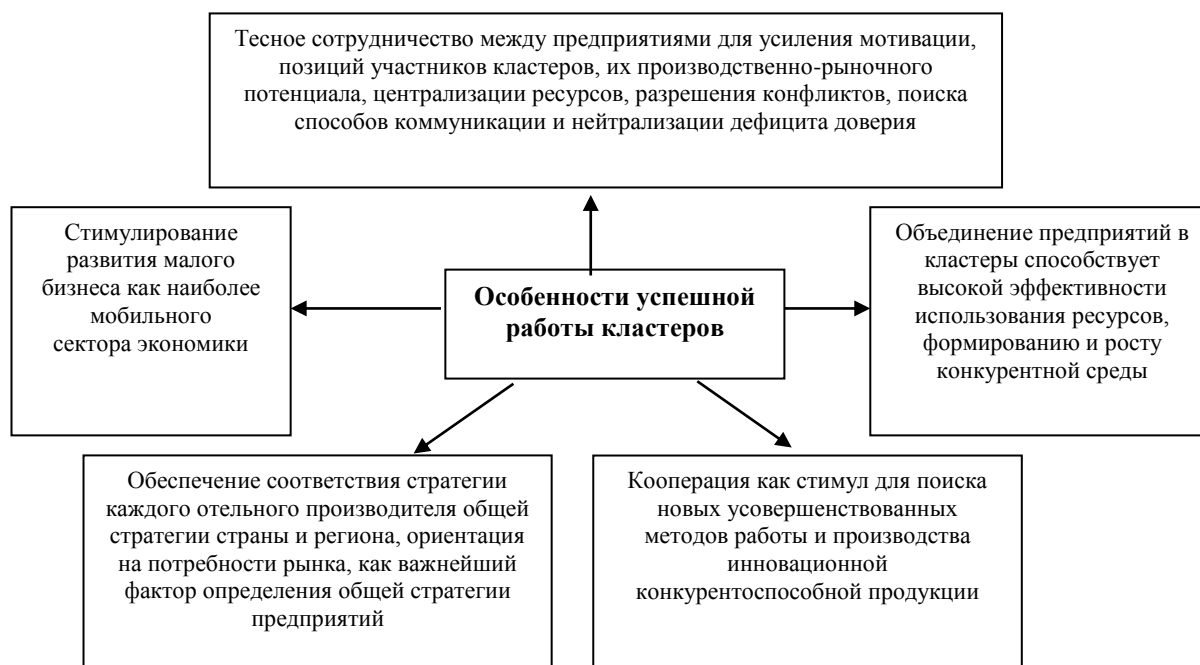 Тесное сотрудничество между предприятиями для усиления мотивации,
позиций участников кластеров, их производственно-рыночного
потенциала, централизации ресурсов, разрешения конфликтов, поиска
способов коммуникации и нейтрализации дефицита доверия
Стимулирование
развития малого
бизнеса как наиболее
мобильного
сектора экономики
Особенности успешной
работы кластеров
Объединение предприятий в
кластеры способствует
высокой эффективности
использования ресурсов,
формированию и росту
конкурентной среды
Обеспечение соответствия стратегии
каждого отельного производителя общей
стратегии страны и региона, ориентация
на потребности рынка, как важнейший
фактор определения общей стратегии
предприятий
Кооперация как стимул для поиска
новых усовершенствованных
методов работы и производства
инновационной
конкурентоспособной продукции